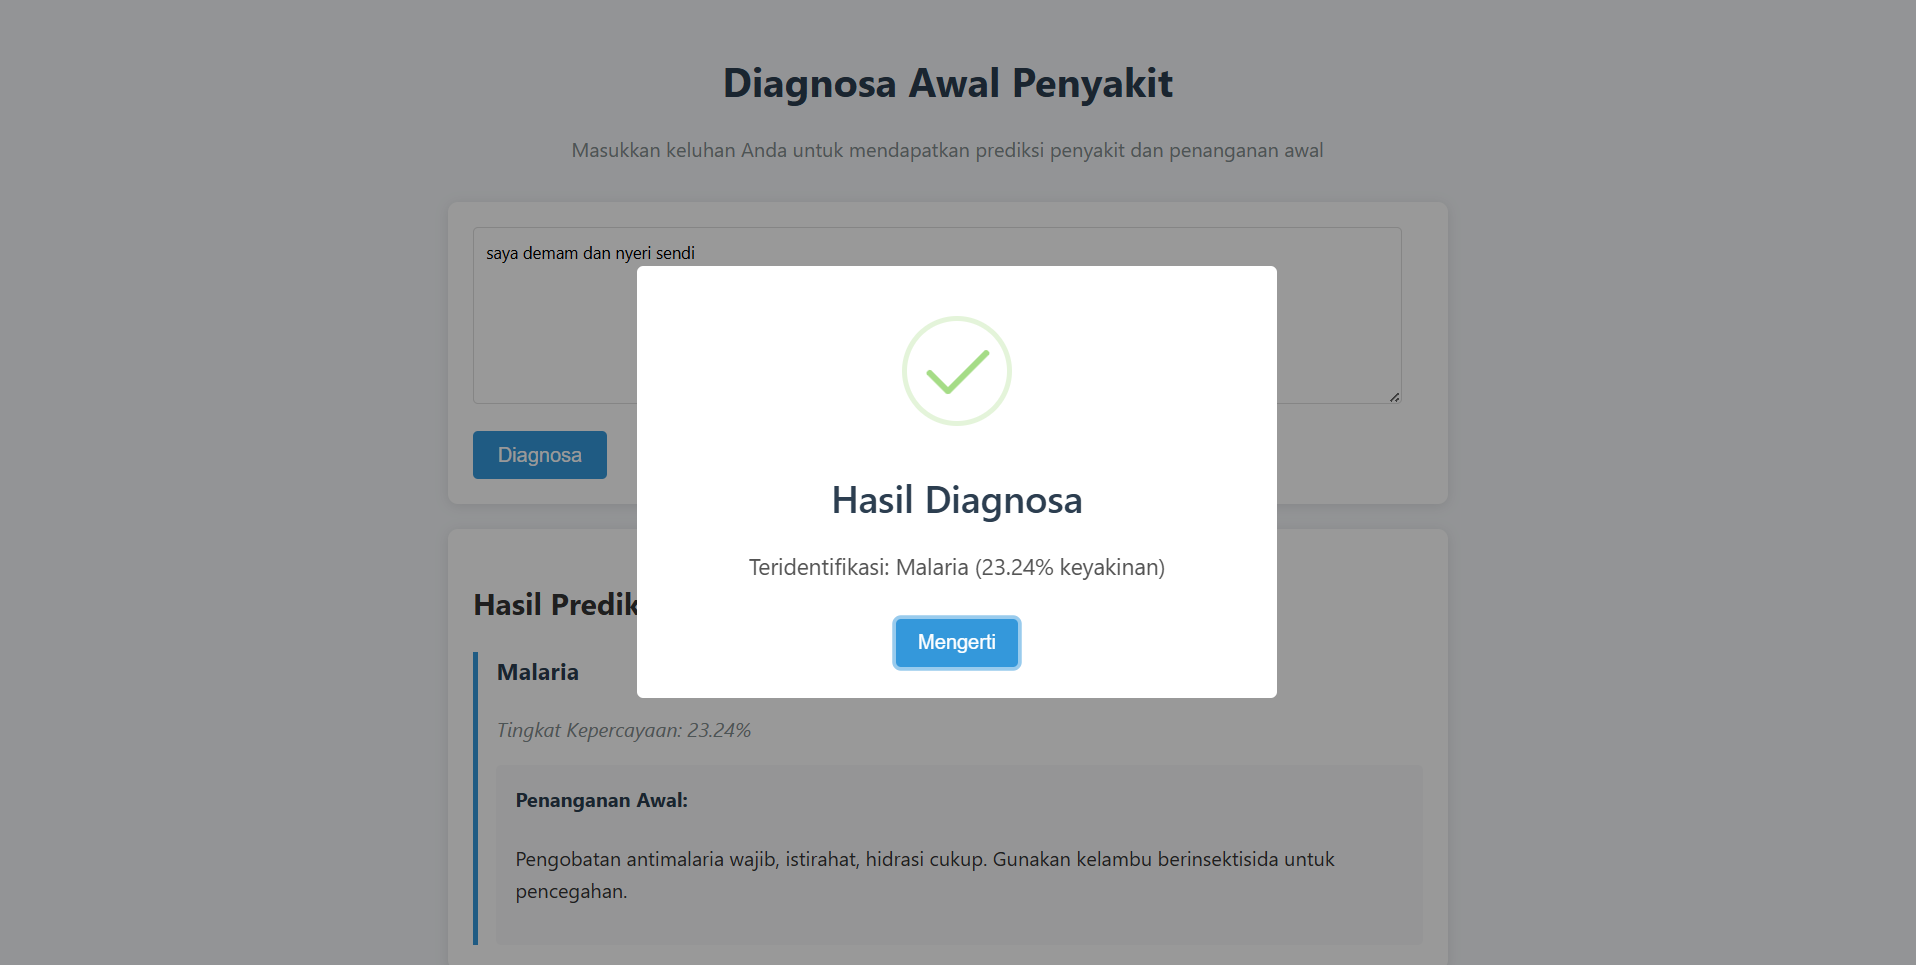 Diagnosa Awal Penyakit
Masukkan keluhan Anda untuk mendapatkan prediksi penyakit dan penanganan awal
saya demam dan nyeri sendi
Diagnosa
Hasil Diagnosa
Teridentifikasi: Malaria (23.24% keyakinan)
Mengerti
Hasil Predik
Malaria
Tingkat Kepercayaan: 23.24%
Penanganan Awal:
Pengobatan antimalaria wajib, istirahat, hidrasi cukup. Gunakan kelambu berinsektisida untuk
pencegahan.